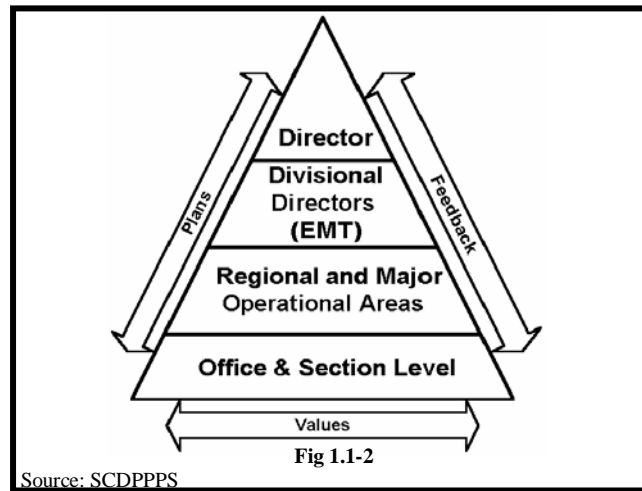 Director
Divisional
Directors
(EMT)
Regional and Major
Operational Areas
Office & Section Level
Plans
Feedback
Values
Fig 1.1-2
Source: SCDPPPS